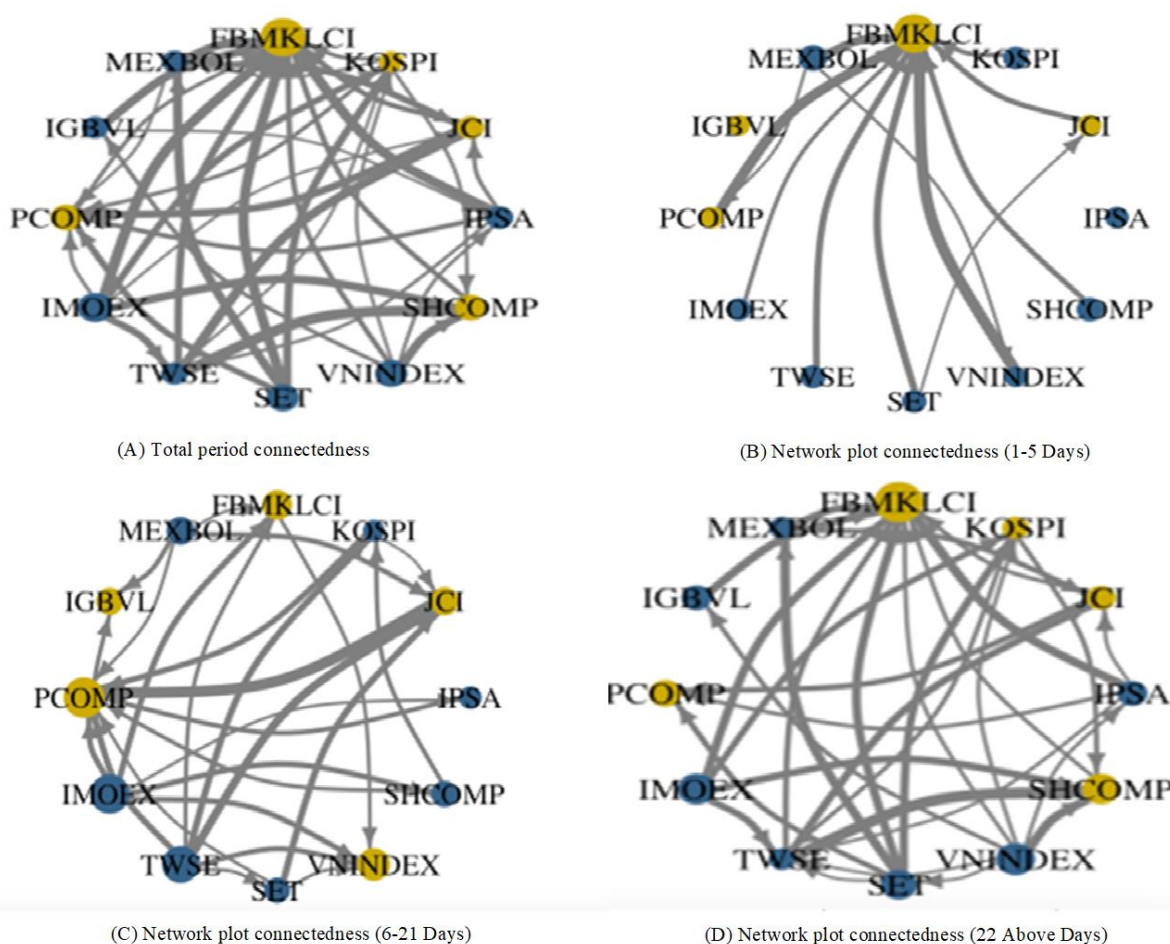 FBMKLCI
MEXBOL
KOSPI
IGBVL
JCI
PCOMP
IPSA
IMOEX
SHCOMP
TWSE
VNINDEX
SET
(A) Total period connectedness
FBMKLCI
MEXBOL
KOSPI
IGBVL
JCI
PCOMP
IPSA
IMOEX
SHCOMP
TWSE
VNINDEX
SET
(B) Network plot connectedness (1-5 Days)
FBMKLCI
MEXBOL
KOSPI
IGBVL
JCI
PCOMP
IPSA
IMOEX
SHCOMP
TWSE
VNINDEX
SET
(C) Network plot connectedness (6-21 Days)
FBMKLCI
MEXBOL
KOSPI
IGBVL
JCI
PCOMP
IPSA
IMOEX
SHCOMP
TWSE
VNINDEX
SET
(D) Network plot connectedness (22 Above Days)